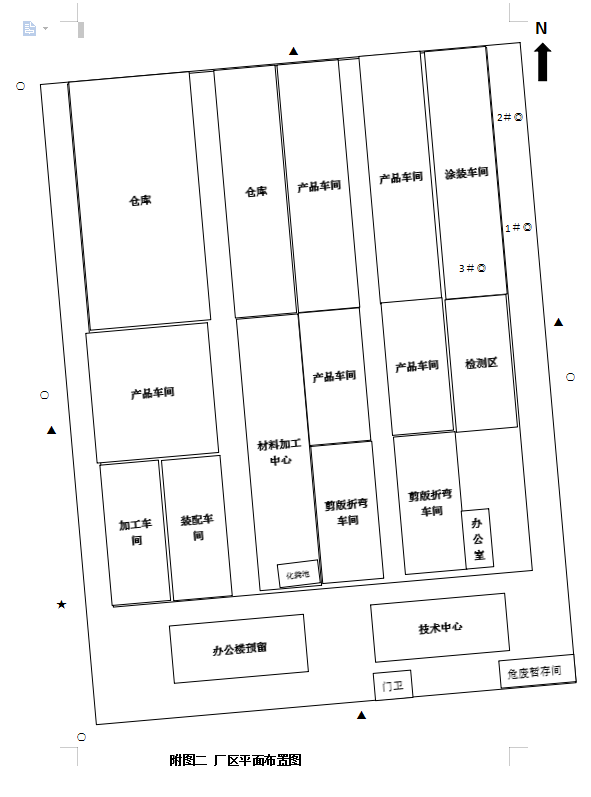 N
2#
仓库
仓库
产品车间
产品车间
涂装车间
1#
3#
产品车间
产品车间
产品车间
检测区
材料加工
中心
加工车
间
装配车
间
剪版折弯
车间
剪版折弯
车间
办
公
室
化粪池
办公楼预留
技术中心
门卫
危废暂存间
附图二 厂区平面布置图